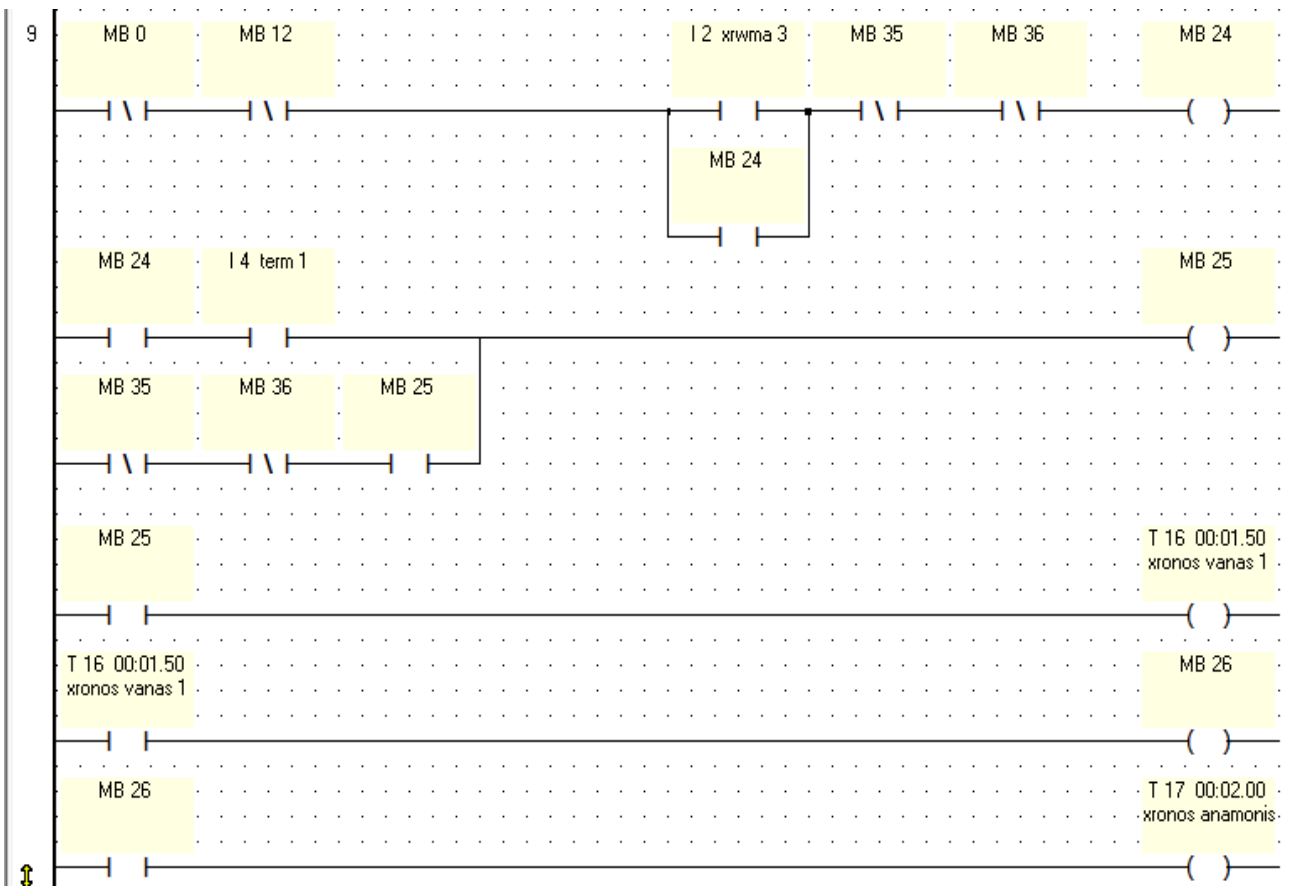 9 MB 0 MB 12 I 2 xrwma 3 MB 35 MB 36 MB 24
MB 24
MB 24 I 4 term 1 MB 25
MB 35 MB 36 MB 25
MB 25 T 16 00:01.50
xronos vanas 1
T 16 00:01.50 MB 26
xronos vanas 1
MB 26 T 17 00:02.00
xronos anamonis